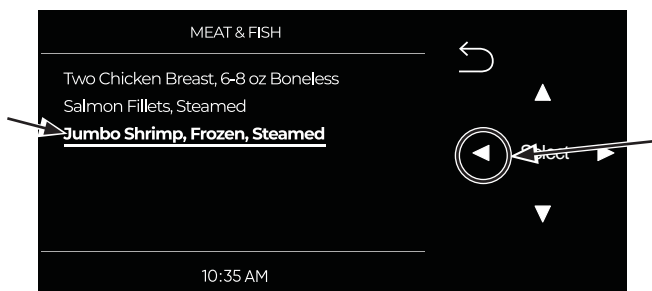 MEAT & FISH
Two Chicken Breast, 6-8 oz Boneless
Salmon Fillets, Steamed
Jumbo Shrimp, Frozen, Steamed
Select
10:35 AM